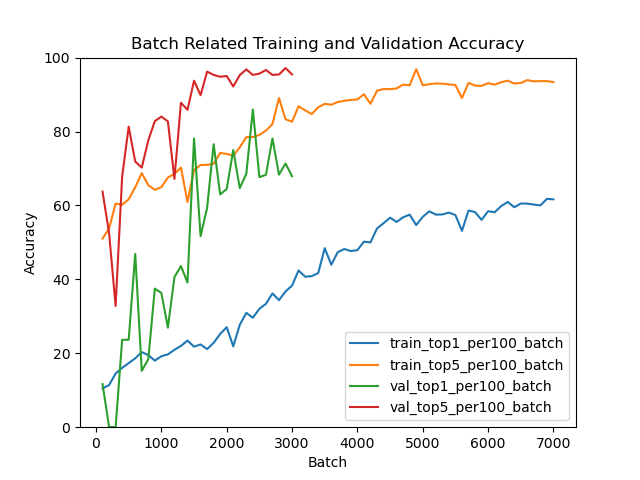 Batch Related Training and Validation Accuracy
100
80
60
40
20
0
Accuracy
0 1000 2000 3000 4000 5000 6000 7000
Batch
train_top1_per100_batch
train_top5_per100_batch
val_top1_per100_batch
val_top5_per100_batch